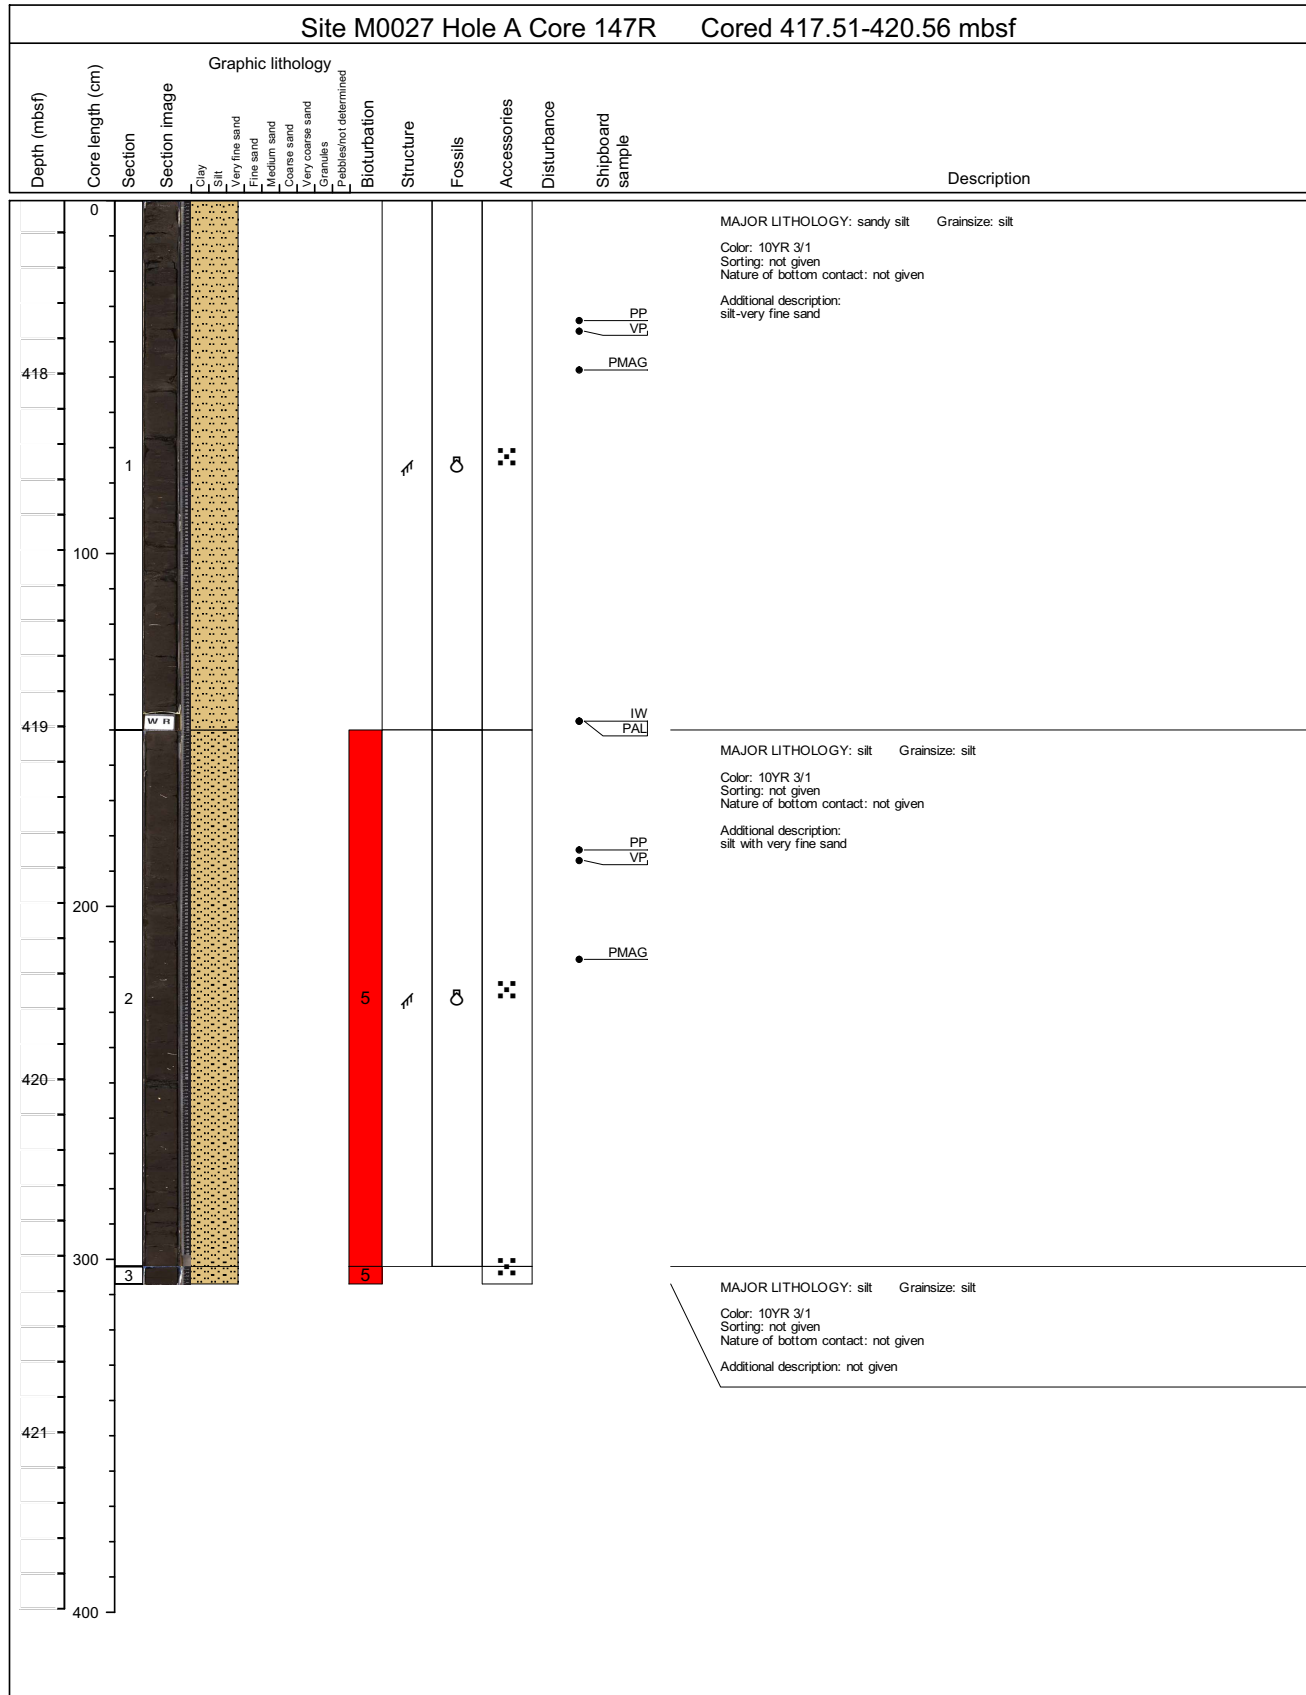 Site M0027 Hole A Core 147R Cored 417.51-420.56 mbsf
Graphic lithology
Depth (mbsf)
Core length (cm)
Section
Section image
Clay
Silt
Very fine sand
Fine sand
Medium sand
Coarse sand
Very coarse sand
Granules
Pebbles/not determined
Bioturbation
Structure
Fossils
Accessories
Disturbance
Shipboard
sample
Description
0
MAJOR LITHOLOGY: sandy silt Grainsize: silt
Color: 10YR 3/1
Sorting: not given
Nature of bottom contact: not given
Additional description:
silt-very fine sand
PP
VP
PMAG
418
1
100
W R
IW
PAL
419
MAJOR LITHOLOGY: silt Grainsize: silt
Color: 10YR 3/1
Sorting: not given
Nature of bottom contact: not given
Additional description:
silt with very fine sand
PP
VP
200
PMAG
2
5
420
300
3
5
MAJOR LITHOLOGY: silt Grainsize: silt
Color: 10YR 3/1
Sorting: not given
Nature of bottom contact: not given
Additional description: not given
421
400